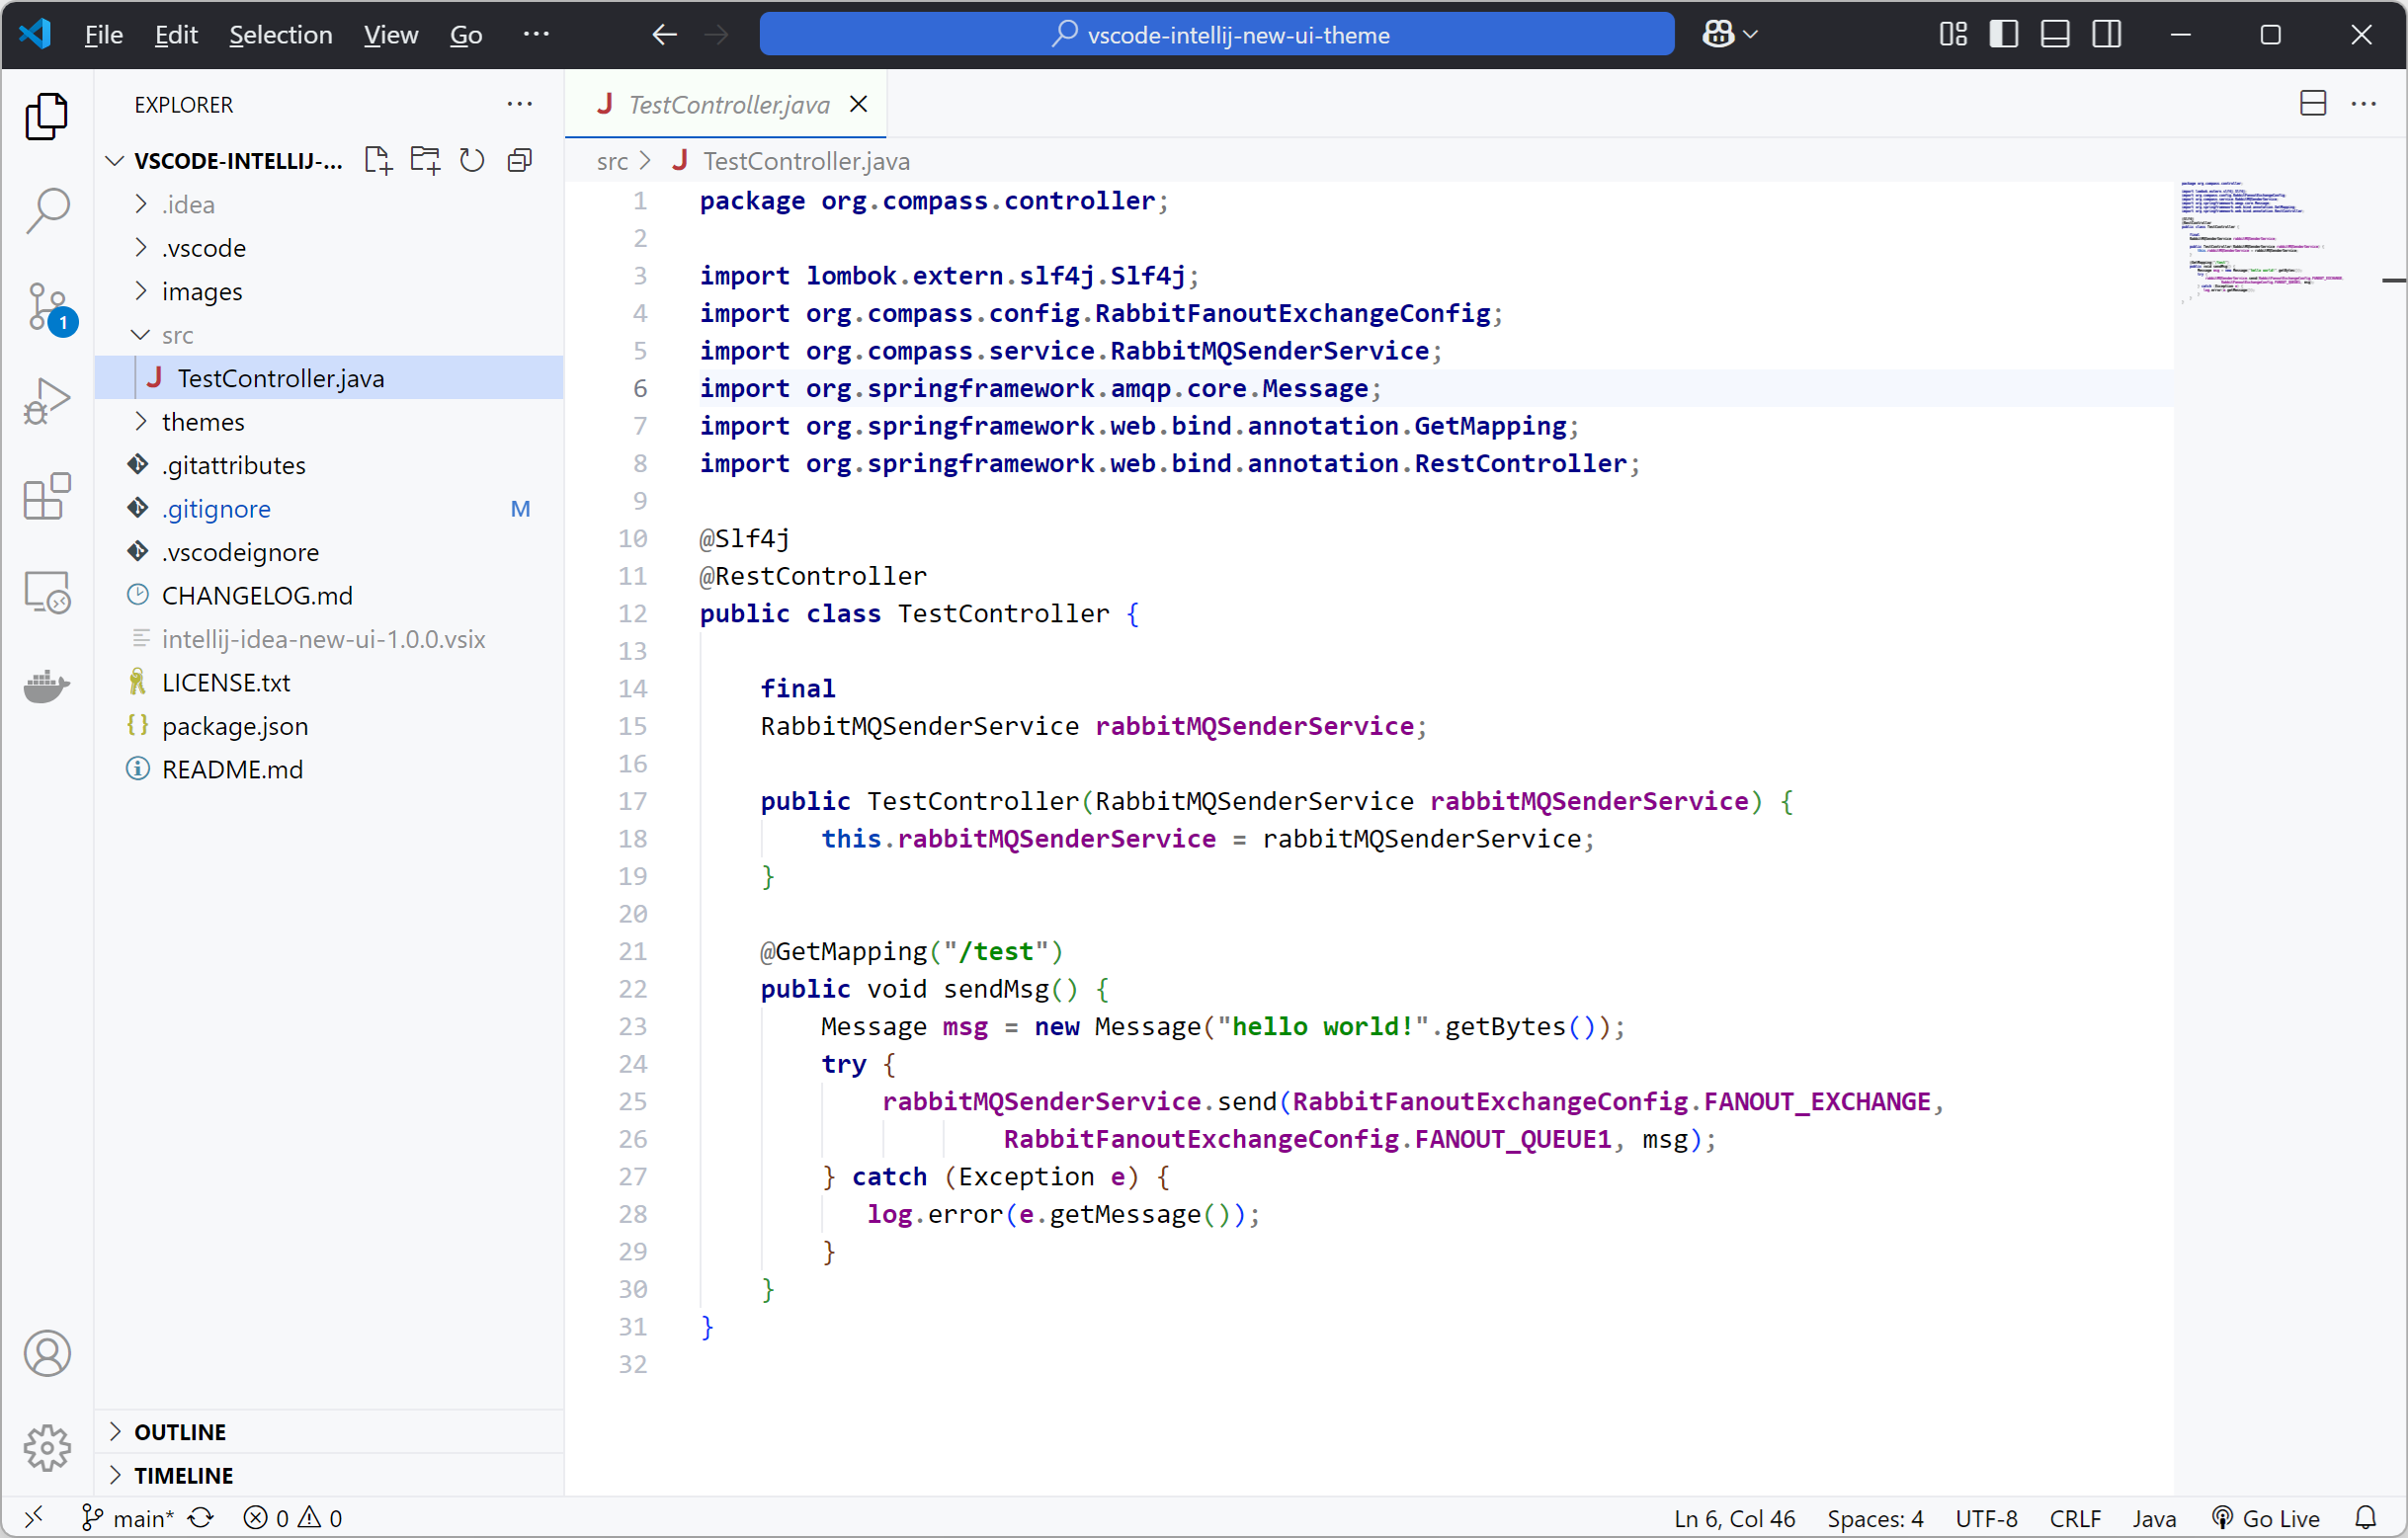 File Edit Selection View Go ··· vscode-intellij-new-ui-theme
EXPLORER
VSCODE-INTELLIJ-...
.idea
.vscode
images
src
TestController.java
themes
.gitattributes
.gitignore M
.vscodeignore
CHANGELOG.md
intellij-idea-new-ui-1.0.0.vsix
LICENSE.txt
package.json
README.md
OUTLINE
TIMELINE
1
TestController.java
src > TestController.java
1 package org.compass.controller;
2
3 import lombok.extern.slf4j.Slf4j;
4 import org.compass.config.RabbitFanoutExchangeConfig;
5 import org.compass.service.RabbitMQSenderService;
6 import org.springframework.amqp.core.Message;
7 import org.springframework.web.bind.annotation.GetMapping;
8 import org.springframework.web.bind.annotation.RestController;
9
10 @Slf4j
11 @RestController
12 public class TestController {
13
14     final
15     RabbitMQSenderService rabbitMQSenderService;
16
17     public TestController(RabbitMQSenderService rabbitMQSenderService) {
18         this.rabbitMQSenderService = rabbitMQSenderService;
19     }
20
21     @GetMapping("/test")
22     public void sendMsg() {
23         Message msg = new Message("hello world!".getBytes());
24         try {
25             rabbitMQSenderService.send(RabbitFanoutExchangeConfig.FANOUT_EXCHANGE,
26                     RabbitFanoutExchangeConfig.FANOUT_QUEUE1, msg);
27         } catch (Exception e) {
28            log.error(e.getMessage());
29         }
30     }
31 }
32
main* 0 0 Ln 6, Col 46 Spaces: 4 UTF-8 CRLF Java Go Live